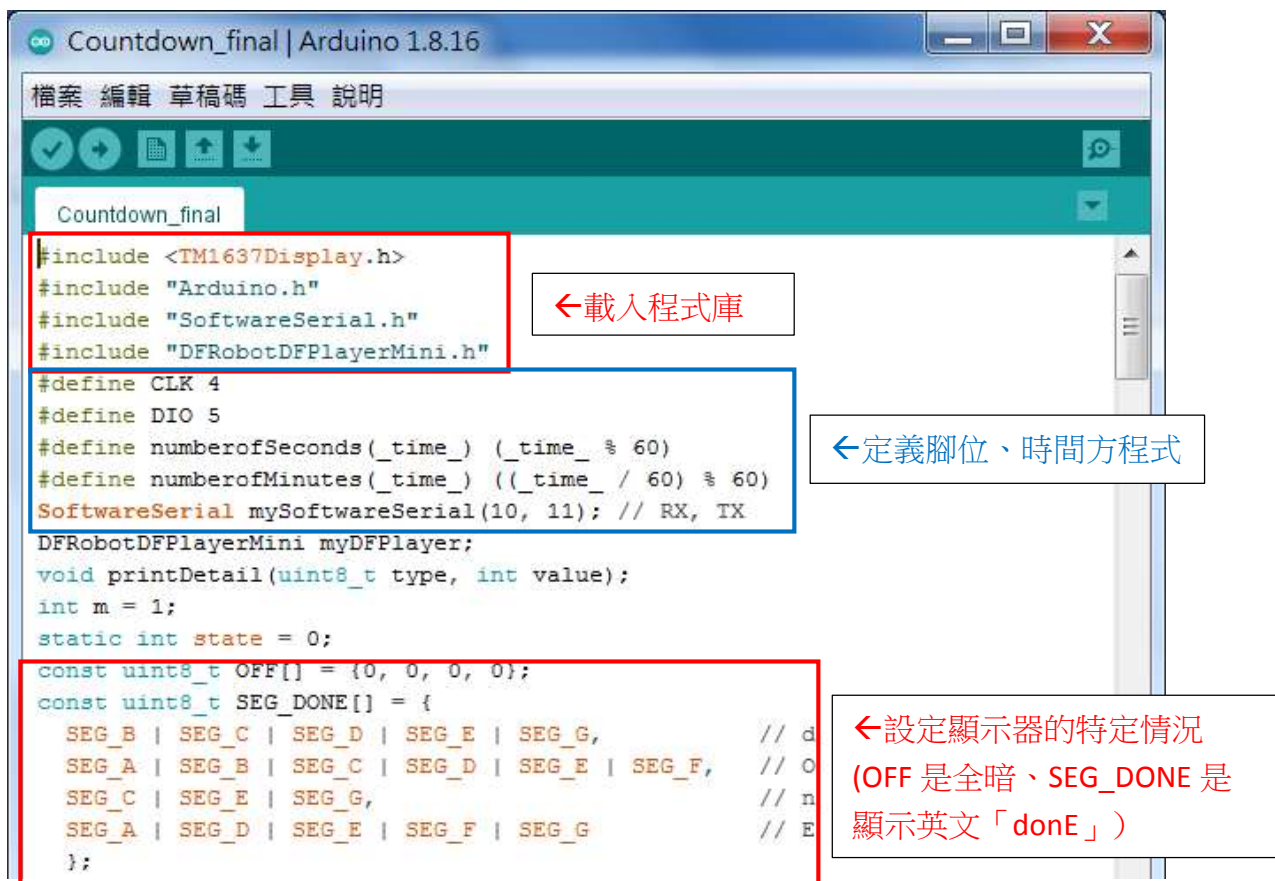 Countdown_final | Arduino 1.8.16
檔案 編輯 草稿碼 工具 說明
Countdown_final
#include <TM1637Display.h>
#include "Arduino.h"
#include "SoftwareSerial.h"
#include "DFRobotDFPlayerMini.h"
←載入程式庫
#define CLK 4
#define DIO 5
#define numberofSeconds(_time_) (_time_ % 60)
#define numberofMinutes(_time_) ((_time_ / 60) % 60)
SoftwareSerial mySoftwareSerial(10, 11); // RX, TX
←定義腳位、時間方程式
DFRobotDFPlayerMini myDFPlayer;
void printDetail(uint8_t type, int value);
int m = 1;
static int state = 0;
const uint8_t OFF[] = {0, 0, 0, 0};
const uint8_t SEG_DONE[] = {
SEG_B | SEG_C | SEG_D | SEG_E | SEG_G, // d
SEG_A | SEG_B | SEG_C | SEG_D | SEG_E | SEG_F, // O
SEG_C | SEG_E | SEG_G, // n
SEG_A | SEG_D | SEG_E | SEG_F | SEG_G // E
};
←設定顯示器的特定情況
(OFF 是全暗、SEG_DONE 是
顯示英文「donE」）